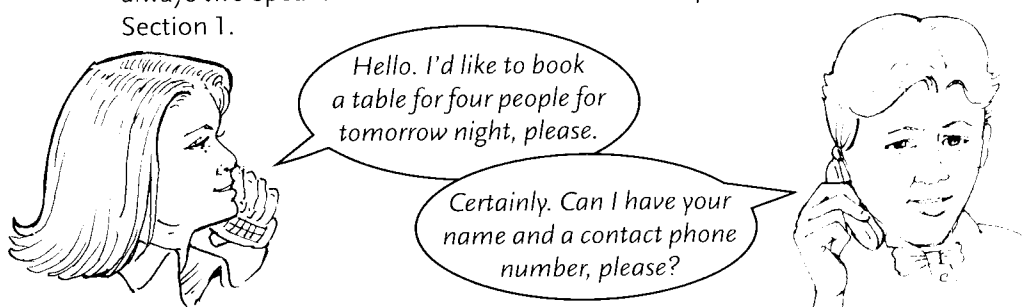 Section 1.
Hello. I'd like to book
a table for four people for
tomorrow night, please.
Certainly. Can I have your
name and a contact phone
number, please?